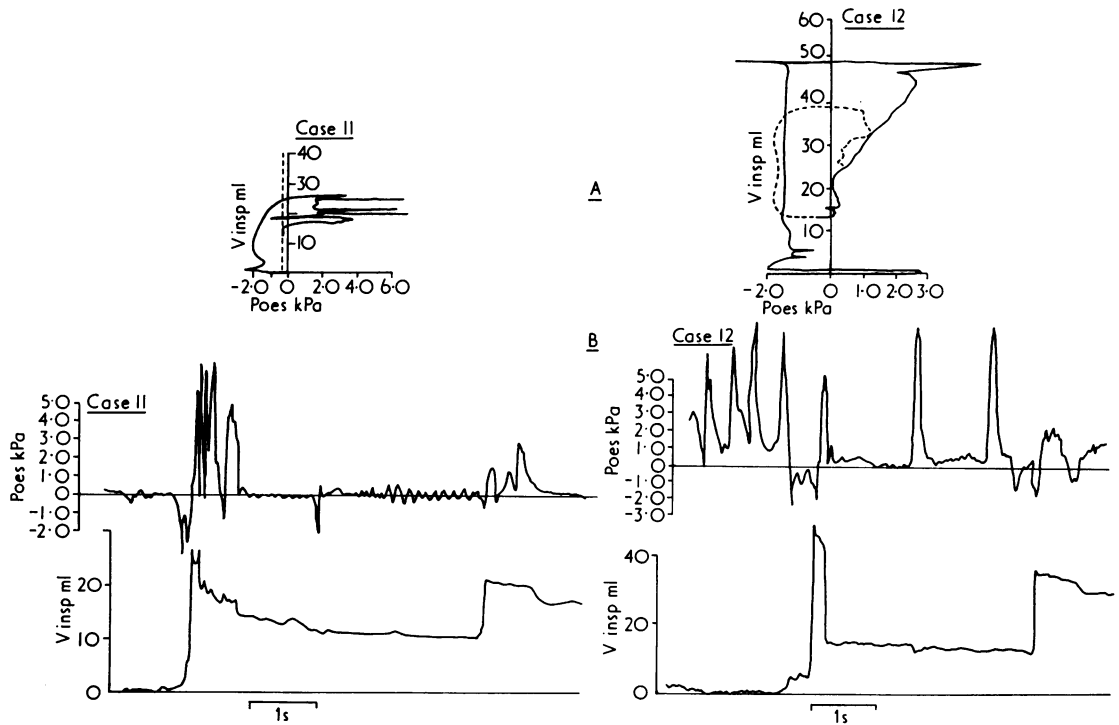 Case 11
40
30
10
V insp ml
-2·0 0 2·0 4·0 6·0
Poes kPa
A
Case 12
60
50
40
30
20
10
V insp ml
-2·0 0 1·0 2·0 3·0
Poes kPa
B
Case 11
5·0
4·0
3·0
2·0
1·0
0
-1·0
-2·0
Poes kPa
20
10
0
V insp ml
1s
Case 12
5·0
4·0
3·0
2·0
1·0
0
-1·0
-2·0
-3·0
Poes kPa
40
20
0
V insp ml
1s